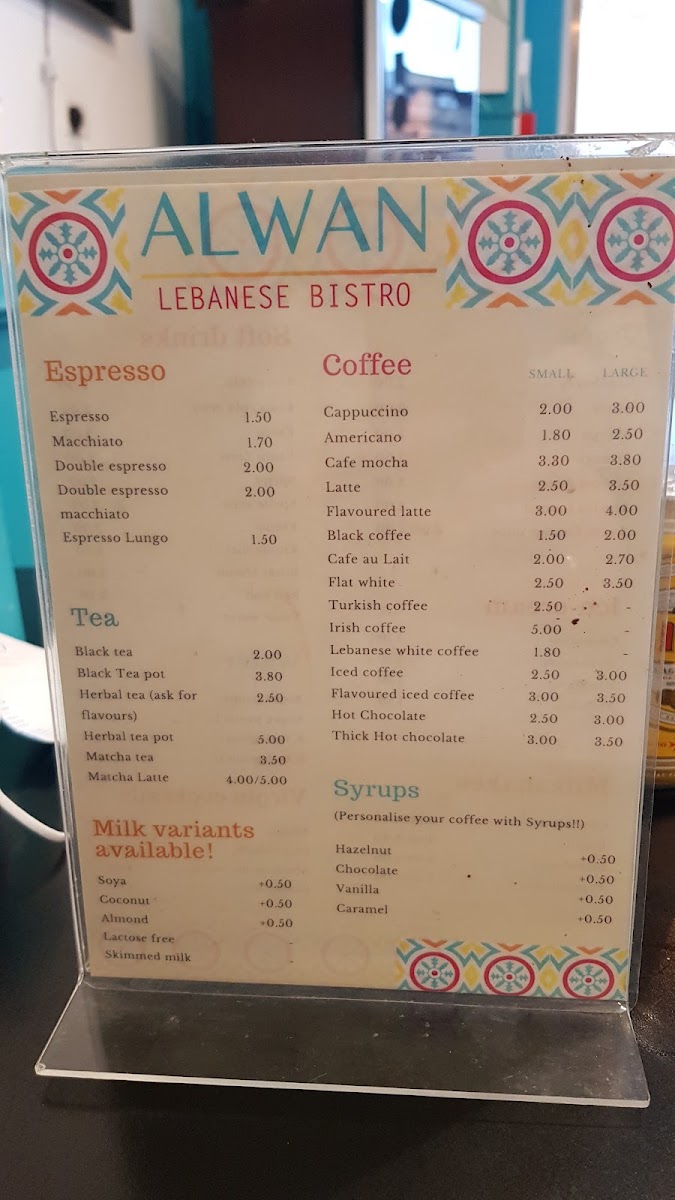 ALWAN
LEBANESE BISTRO
Espresso
Espresso 1.50
Macchiato 1.70
Double espresso 2.00
Double espresso 2.00
macchiato
Espresso Lungo 1.50
Tea
Black tea 2.00
Black Tea pot 3.80
Herbal tea (ask for 2.50
flavours)
Herbal tea pot 5.00
Matcha tea 3.50
Matcha Latte 4.00/5.00
Milk variants
available!
Soya +0.50
Coconut +0.50
Almond +0.50
Lactose free
Skimmed milk
Coffee SMALL LARGE
Cappuccino 2.00 3.00
Americano 1.80 2.50
Cafe mocha 3.30 3.80
Latte 2.50 3.50
Flavoured latte 3.00 4.00
Black coffee 1.50 2.00
Cafe au Lait 2.00 2.70
Flat white 2.50 3.50
Turkish coffee 2.50 -
Irish coffee 5.00 -
Lebanese white coffee 1.80 -
Iced coffee 2.50 3.00
Flavoured iced coffee 3.00 3.50
Hot Chocolate 2.50 3.00
Thick Hot chocolate 3.00 3.50
Syrups
(Personalise your coffee with Syrups!!)
Hazelnut +0.50
Chocolate +0.50
Vanilla +0.50
Caramel +0.50